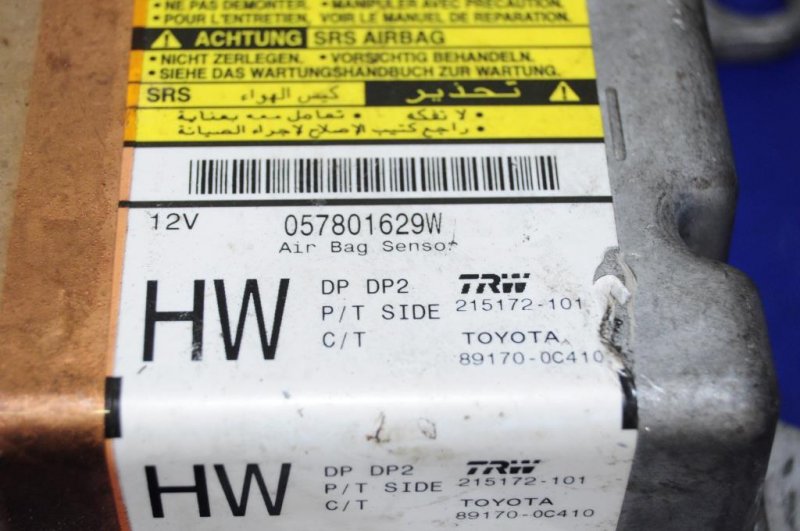 • NE PAS DEMONTER. • MANIPULER AVEC PRECAUTION.
• POUR L'ENTRETIEN, VOIR LE MANUEL DE REPARATION.
ACHTUNG SRS AIRBAG
• NICHT ZERLEGEN. • VORSICHTIG BEHANDELN.
• SIEHE DAS WARTUNGSHANDBUCH ZUR WARTUNG.
SRS كيس الهواء تحذير
• لا تفكه • تعامل معه بعناية
• راجع كتيب الإصلاح لإجراء الصيانة
12V 057801629W
Air Bag Sensor
HW DP DP2 TRW
P/T SIDE 215172-101
C/T TOYOTA
89170-0C410
HW DP DP2 TRW
P/T SIDE 215172-101
C/T TOYOTA
89170-0C410